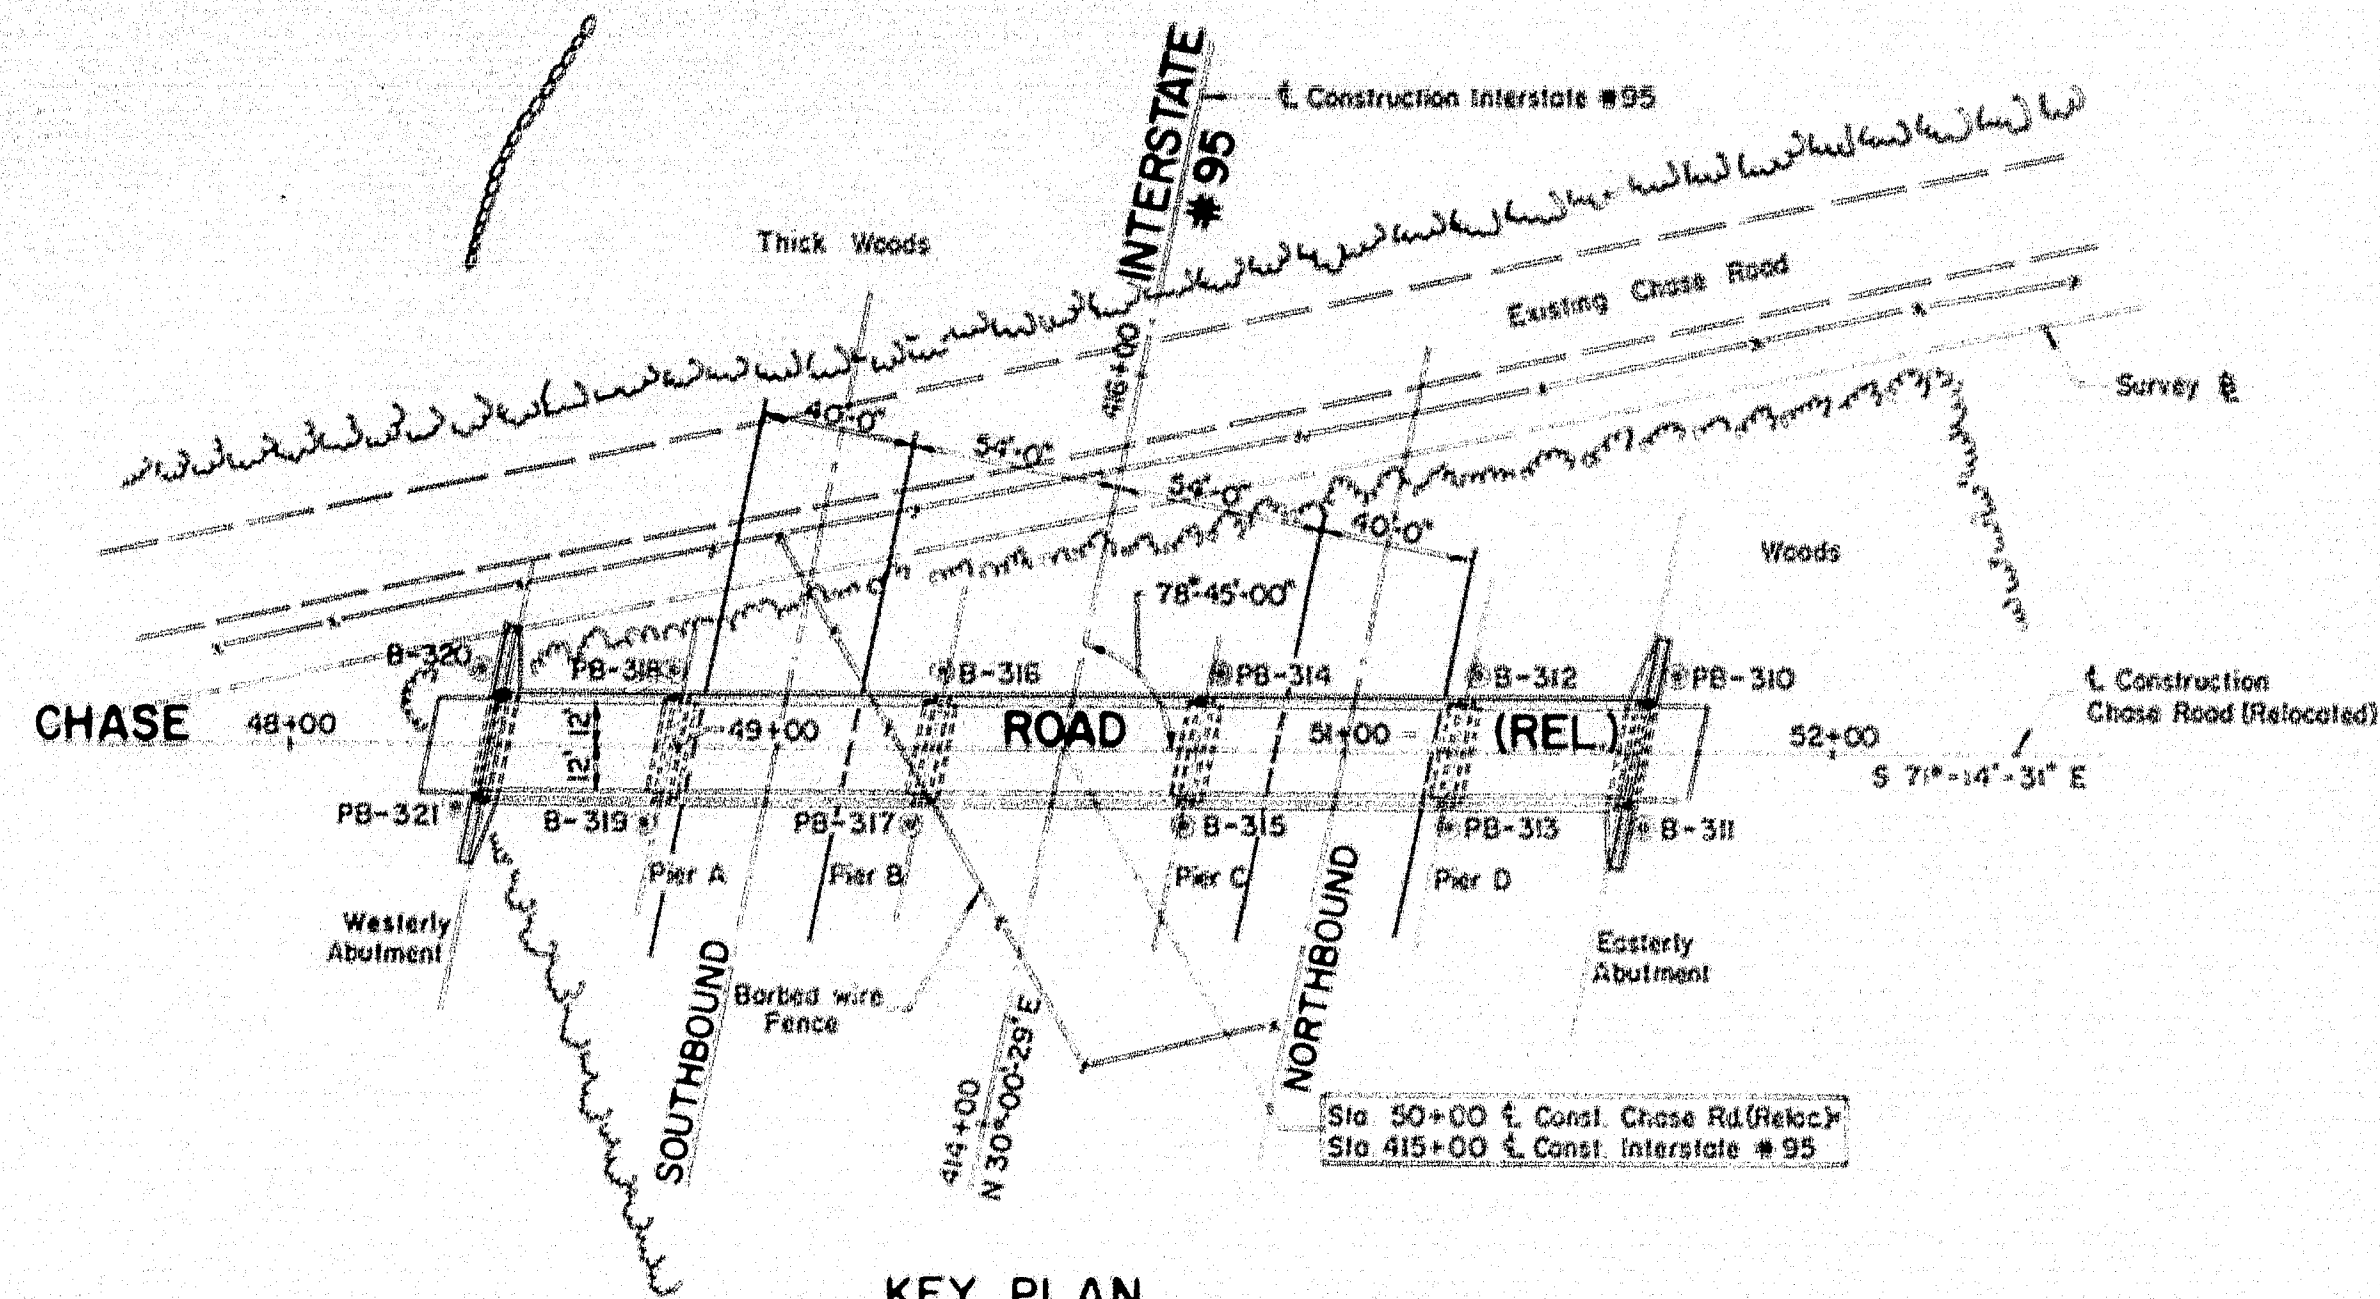 INTERSTATE
#95
℄ Construction Interstate #95
Thick Woods
Existing Chase Road
416+00
Survey ℄
40'-0"
54'-0"
54'-0"
40'-0"
Woods
78°-45'-00"
B-320
PB-318
B-316
PB-314
B-312
PB-310
℄ Construction
Chase Road (Relocated)
CHASE
48+00
12'
12'
49+00
ROAD
51+00
(REL.)
52+00
S 71°-14'-31" E
PB-321
B-319
PB-317
B-315
PB-313
B-311
Pier A
Pier B
Pier C
Pier D
Westerly
Abutment
Easterly
Abutment
SOUTHBOUND
Barbed wire
Fence
NORTHBOUND
414+00
N 30°-00'-29" E
Sta 50+00 ℄ Const. Chase Rd.(Reloc.)=
Sta 415+00 ℄ Const. Interstate #95
KEY PLAN